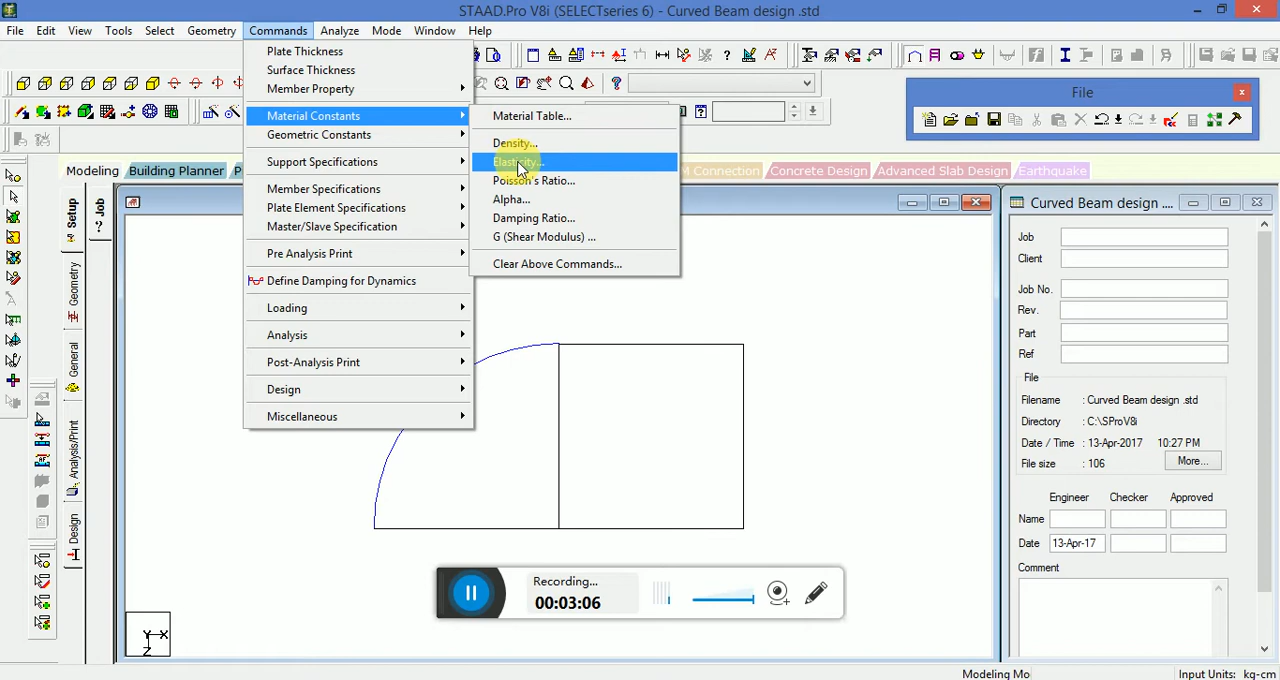 STAAD.Pro V8i (SELECTseries 6) - Curved Beam design .std
File Edit View Tools Select Geometry Commands Analyze Mode Window Help
Plate Thickness
Surface Thickness
Member Property
Material Constants
Geometric Constants
Support Specifications
Member Specifications
Plate Element Specifications
Master/Slave Specification
Pre Analysis Print
Define Damping for Dynamics
Loading
Analysis
Post-Analysis Print
Design
Miscellaneous
Material Table...
Density...
Elasticity...
Poisson's Ratio...
Alpha...
Damping Ratio...
G (Shear Modulus) ...
Clear Above Commands...
File
Modeling Building Planner
Connection Concrete Design Advanced Slab Design Earthquake
Setup
Geometry
General
Analysis/Print
Design
Job
Curved Beam design ....
Job
Client
Job No.
Rev.
Part
Ref
File
Filename : Curved Beam design .std
Directory : C:\SProV8i
Date / Time : 13-Apr-2017 10:27 PM
File size : 106 More...
Engineer Checker Approved
Name
Date 13-Apr-17
Comment
Recording...
00:03:06
Y X
Z
Modeling Mo Input Units: kg-cm